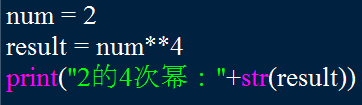 num = 2
result = num**4
print("2的4次幂："+str(result))